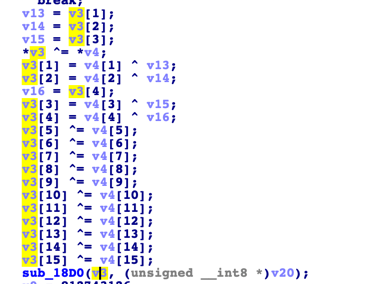 break;
v13 = v3[1];
v14 = v3[2];
v15 = v3[3];
*v3 ^= *v4;
v3[1] = v4[1] ^ v13;
v3[2] = v4[2] ^ v14;
v16 = v3[4];
v3[3] = v4[3] ^ v15;
v3[4] = v4[4] ^ v16;
v3[5] ^= v4[5];
v3[6] ^= v4[6];
v3[7] ^= v4[7];
v3[8] ^= v4[8];
v3[9] ^= v4[9];
v3[10] ^= v4[10];
v3[11] ^= v4[11];
v3[12] ^= v4[12];
v3[13] ^= v4[13];
v3[14] ^= v4[14];
v3[15] ^= v4[15];
sub_18D0(v3, (unsigned __int8 *)v20);